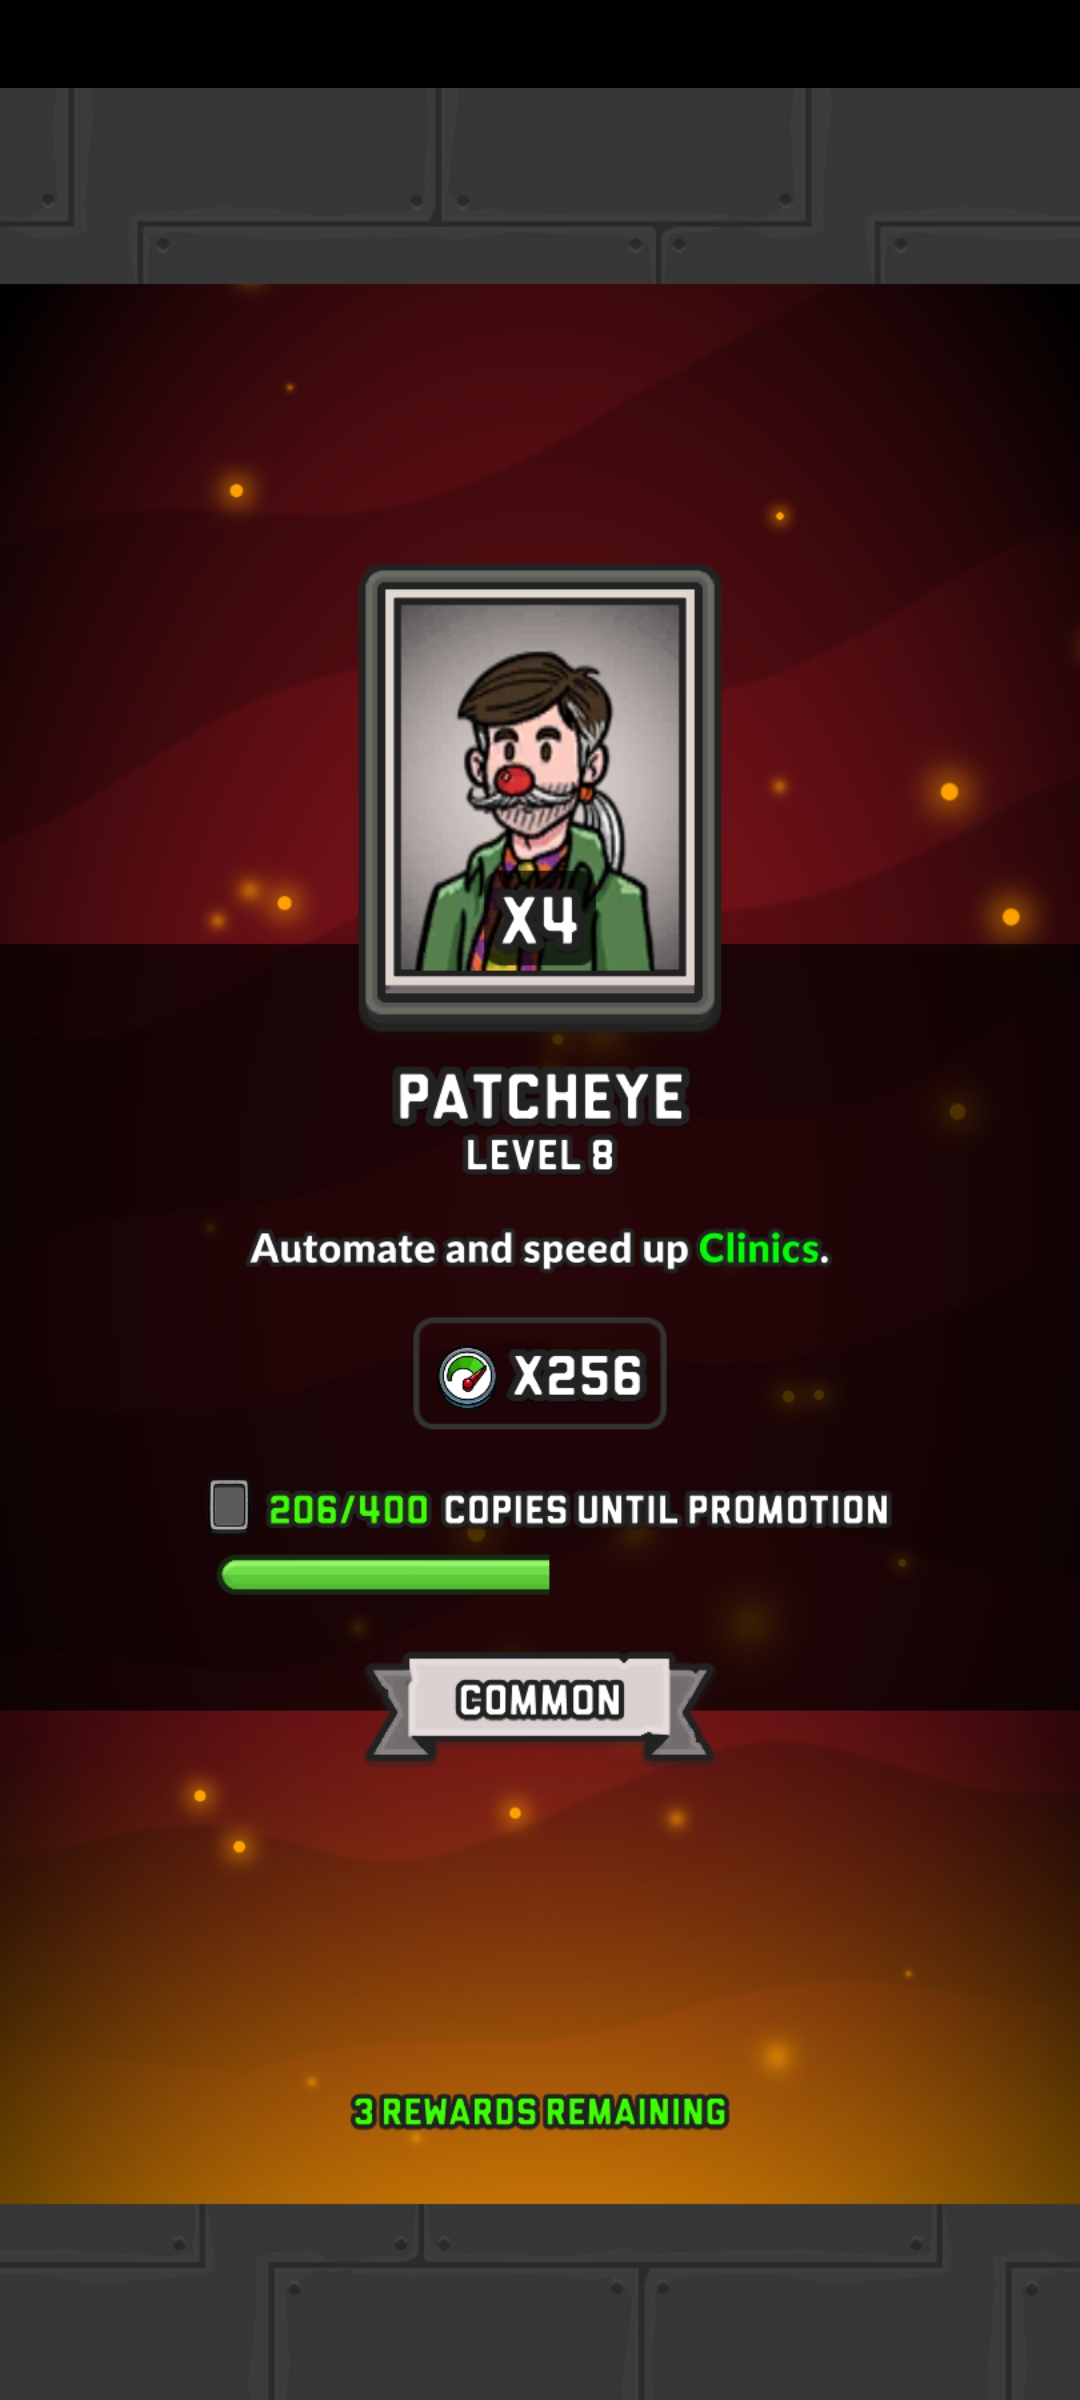 X4
PATCHEYE
LEVEL 8
Automate and speed up Clinics.
X256
206/400 COPIES UNTIL PROMOTION
COMMON
3 REWARDS REMAINING